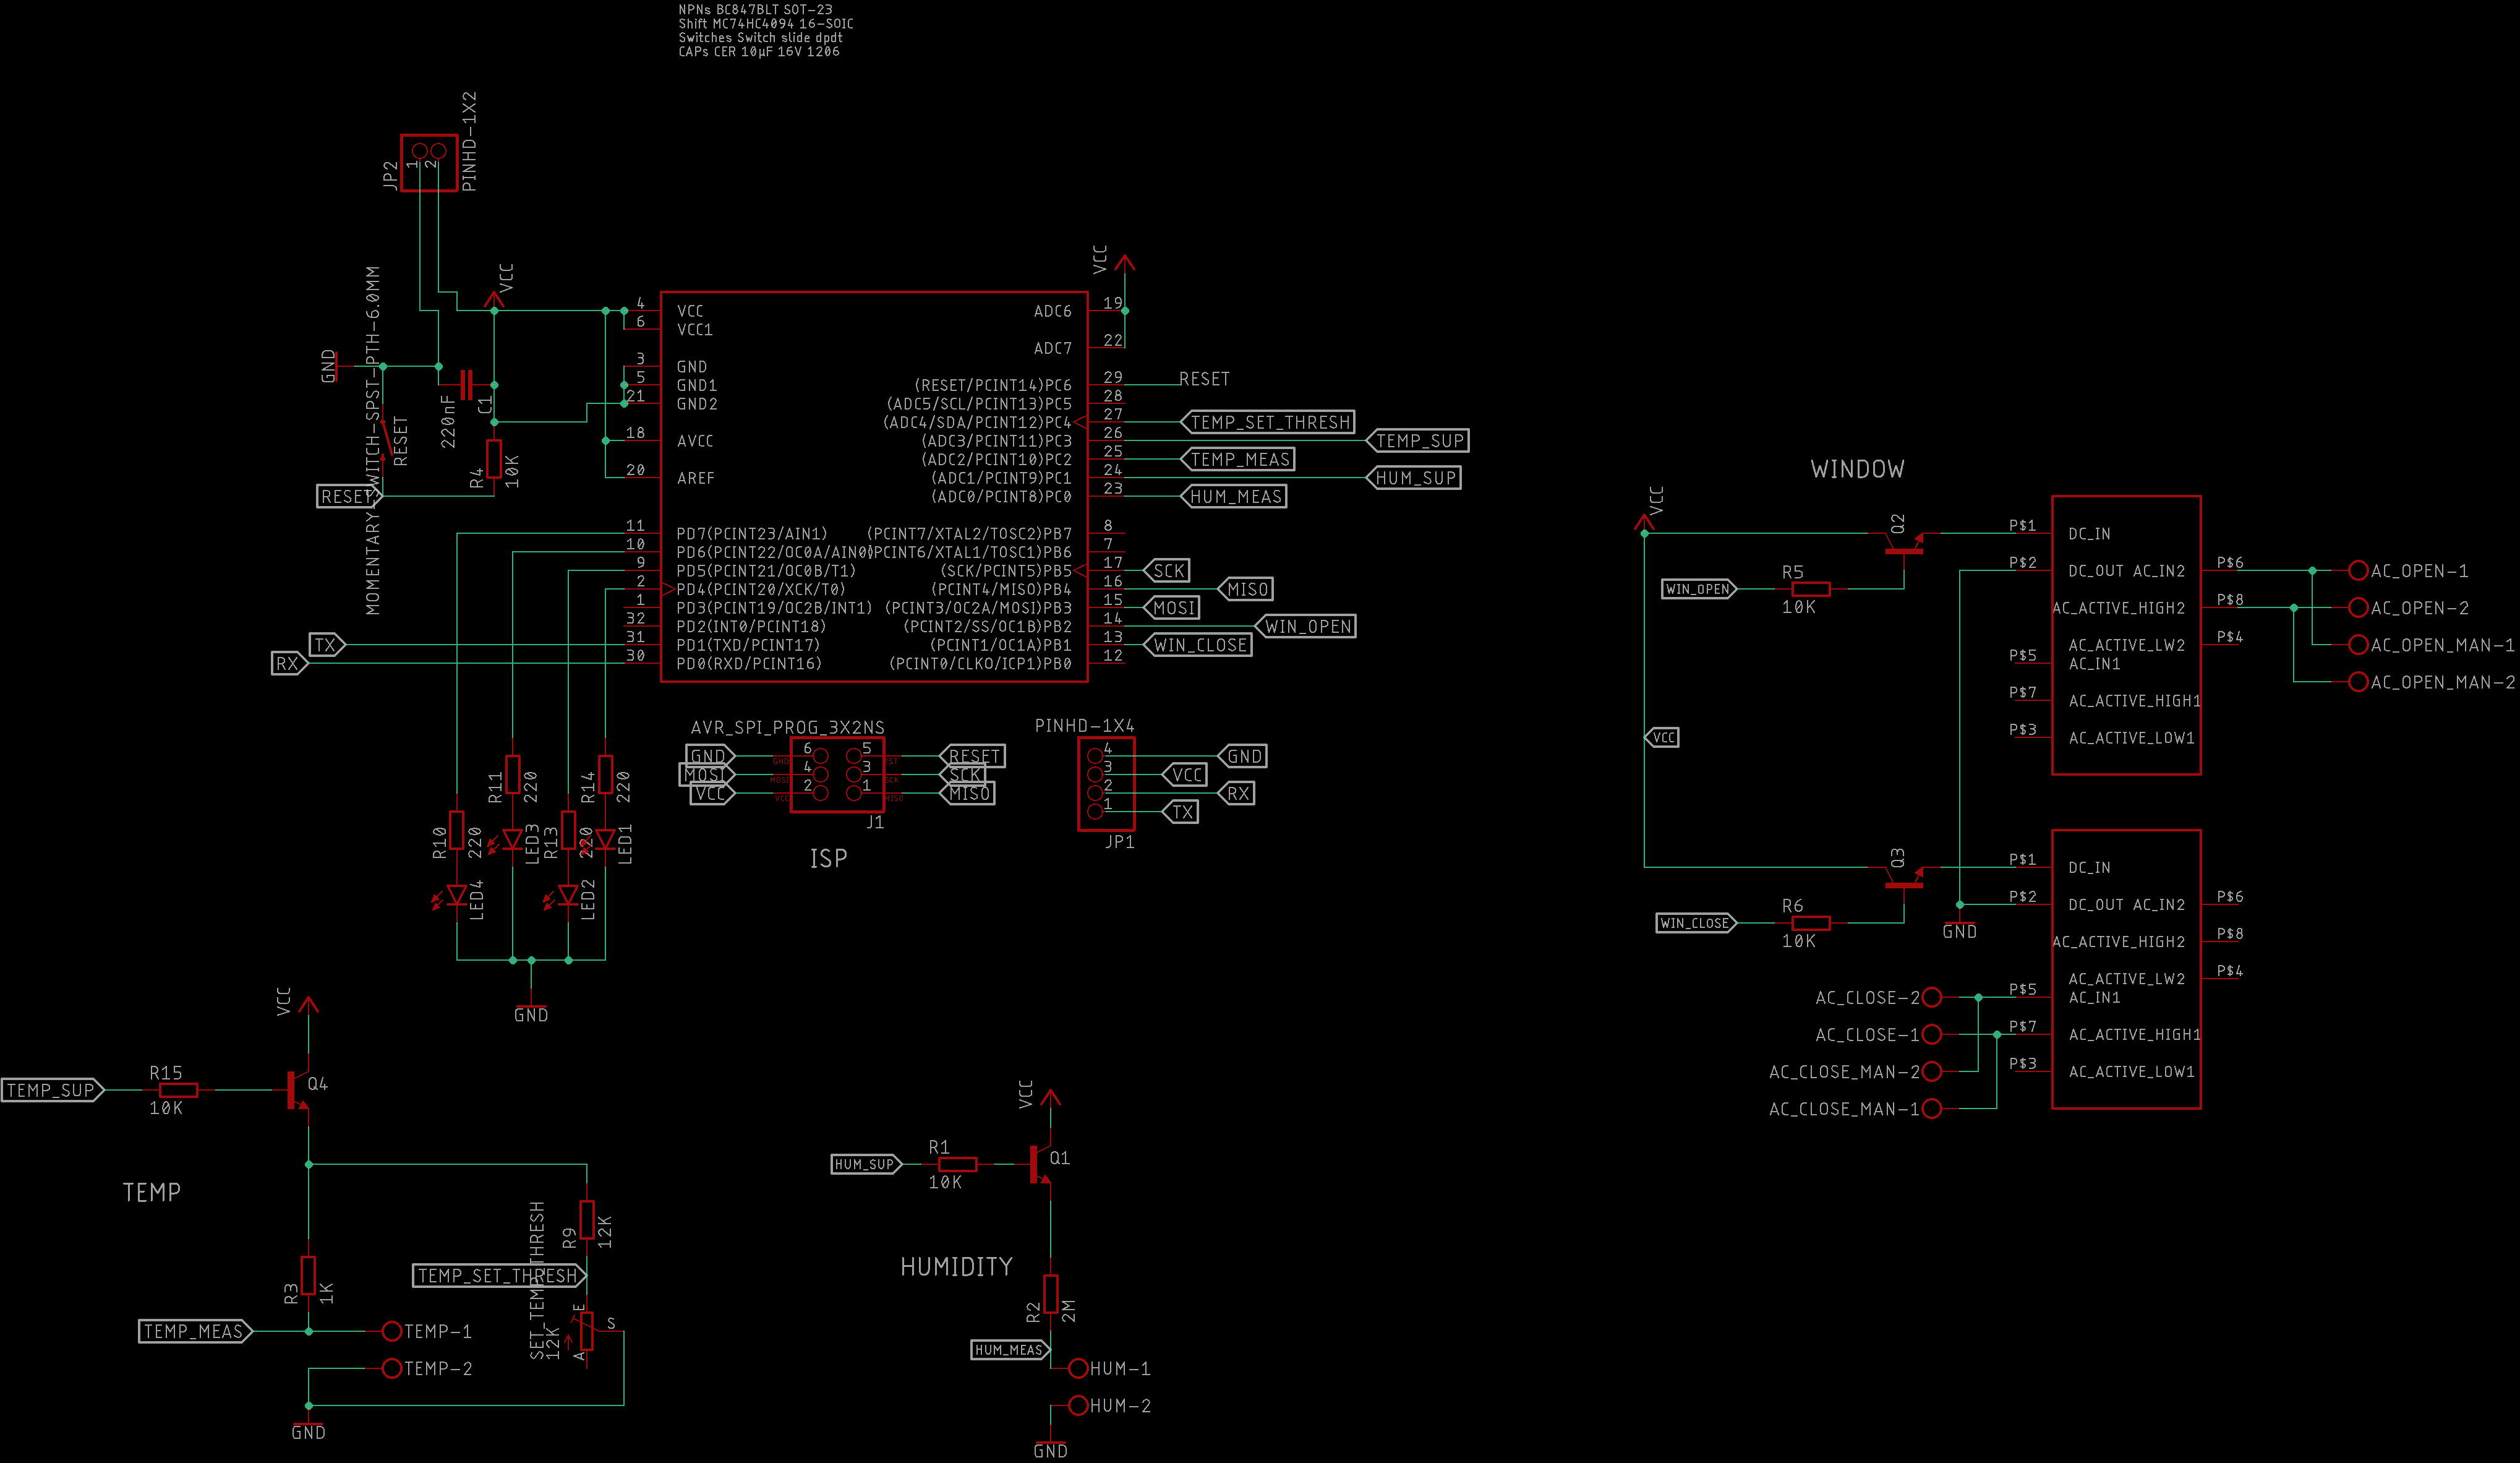 NPNs BC847BLT SOT-23
Shift MC74HC4094 16-SOIC
Switches Switch slide dpdt
CAPs CER 10µF 16V 1206
JP2
1
2
PINHD-1X2
VCC
GND
MOMENTARY-SWITCH-SPST-PTH-6.0MM
RESET
220nF
C1
R4
10K
RESET
4
VCC
6
VCC1
3
GND
5
GND1
21
GND2
18
AVCC
20
AREF
11
PD7(PCINT23/AIN1)
10
PD6(PCINT22/OC0A/AIN0)
9
PD5(PCINT21/OC0B/T1)
2
PD4(PCINT20/XCK/T0)
1
PD3(PCINT19/OC2B/INT1)
32
PD2(INT0/PCINT18)
31
PD1(TXD/PCINT17)
30
PD0(RXD/PCINT16)
TX
RX
VCC
ADC6
19
ADC7
22
(RESET/PCINT14)PC6
29
RESET
(ADC5/SCL/PCINT13)PC5
28
(ADC4/SDA/PCINT12)PC4
27
TEMP_SET_THRESH
(ADC3/PCINT11)PC3
26
TEMP_SUP
(ADC2/PCINT10)PC2
25
TEMP_MEAS
(ADC1/PCINT9)PC1
24
HUM_SUP
(ADC0/PCINT8)PC0
23
HUM_MEAS
(PCINT7/XTAL2/TOSC2)PB7
8
(PCINT6/XTAL1/TOSC1)PB6
7
(SCK/PCINT5)PB5
17
SCK
(PCINT4/MISO)PB4
16
MISO
(PCINT3/OC2A/MOSI)PB3
15
MOSI
(PCINT2/SS/OC1B)PB2
14
WIN_OPEN
(PCINT1/OC1A)PB1
13
WIN_CLOSE
(PCINT0/CLKO/ICP1)PB0
12
R10
220
LED4
R11
220
LED3
R13
220
LED2
R14
220
LED1
GND
AVR_SPI_PROG_3X2NS
GND
6
GND
5
RST
RESET
MOSI
4
MOSI
3
SCK
SCK
VCC
2
VCC
1
MISO
MISO
J1
ISP
PINHD-1X4
4
GND
3
VCC
2
RX
1
TX
JP1
WINDOW
VCC
Q2
WIN_OPEN
R5
10K
VCC
Q3
WIN_CLOSE
R6
10K
GND
P$1
DC_IN
P$2
DC_OUT
AC_IN2
P$6
AC_ACTIVE_HIGH2
P$8
AC_ACTIVE_LW2
P$4
P$5
AC_IN1
P$7
AC_ACTIVE_HIGH1
P$3
AC_ACTIVE_LOW1
AC_OPEN-1
AC_OPEN-2
AC_OPEN_MAN-1
AC_OPEN_MAN-2
P$1
DC_IN
P$2
DC_OUT
AC_IN2
P$6
AC_ACTIVE_HIGH2
P$8
AC_ACTIVE_LW2
P$4
P$5
AC_IN1
P$7
AC_ACTIVE_HIGH1
P$3
AC_ACTIVE_LOW1
AC_CLOSE-2
AC_CLOSE-1
AC_CLOSE_MAN-2
AC_CLOSE_MAN-1
VCC
TEMP_SUP
R15
10K
Q4
TEMP
R3
1K
TEMP_MEAS
TEMP-1
TEMP-2
GND
R9
12K
TEMP_SET_THRESH
SET_TEMP_THRESH
12K
E
S
A
VCC
HUM_SUP
R1
10K
Q1
HUMIDITY
R2
2M
HUM_MEAS
HUM-1
HUM-2
GND